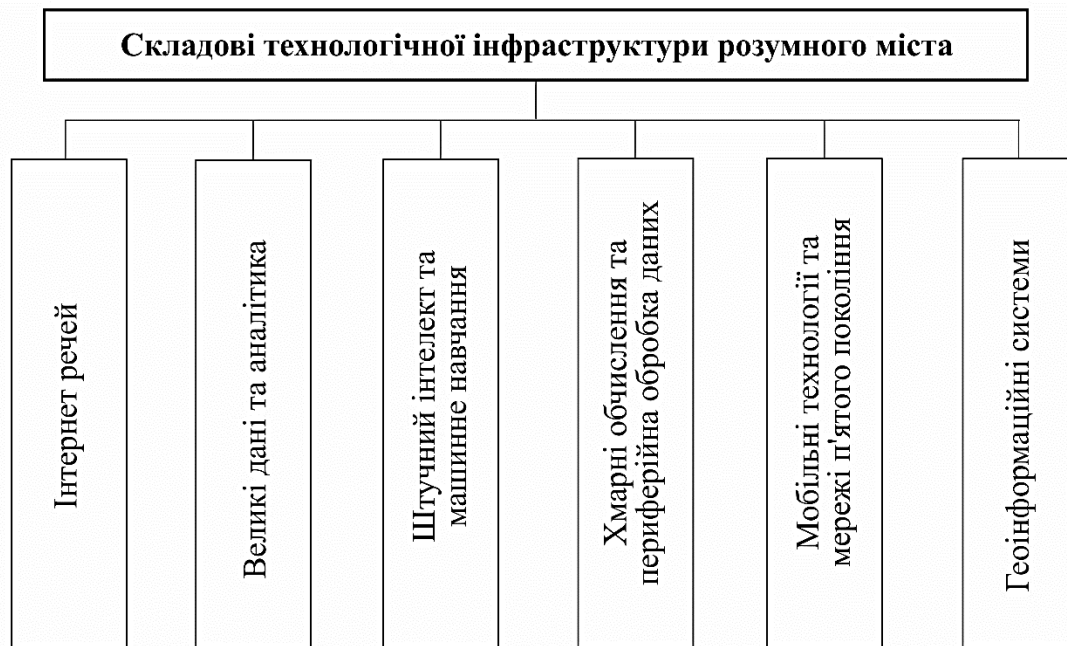 Складові технологічної інфраструктури розумного міста
Інтернет речей
Великі дані та аналітика
Штучний інтелект та
машинне навчання
Хмарні обчислення та
периферійна обробка даних
Мобільні технології та
мережі п'ятого покоління
Геоінформаційні системи